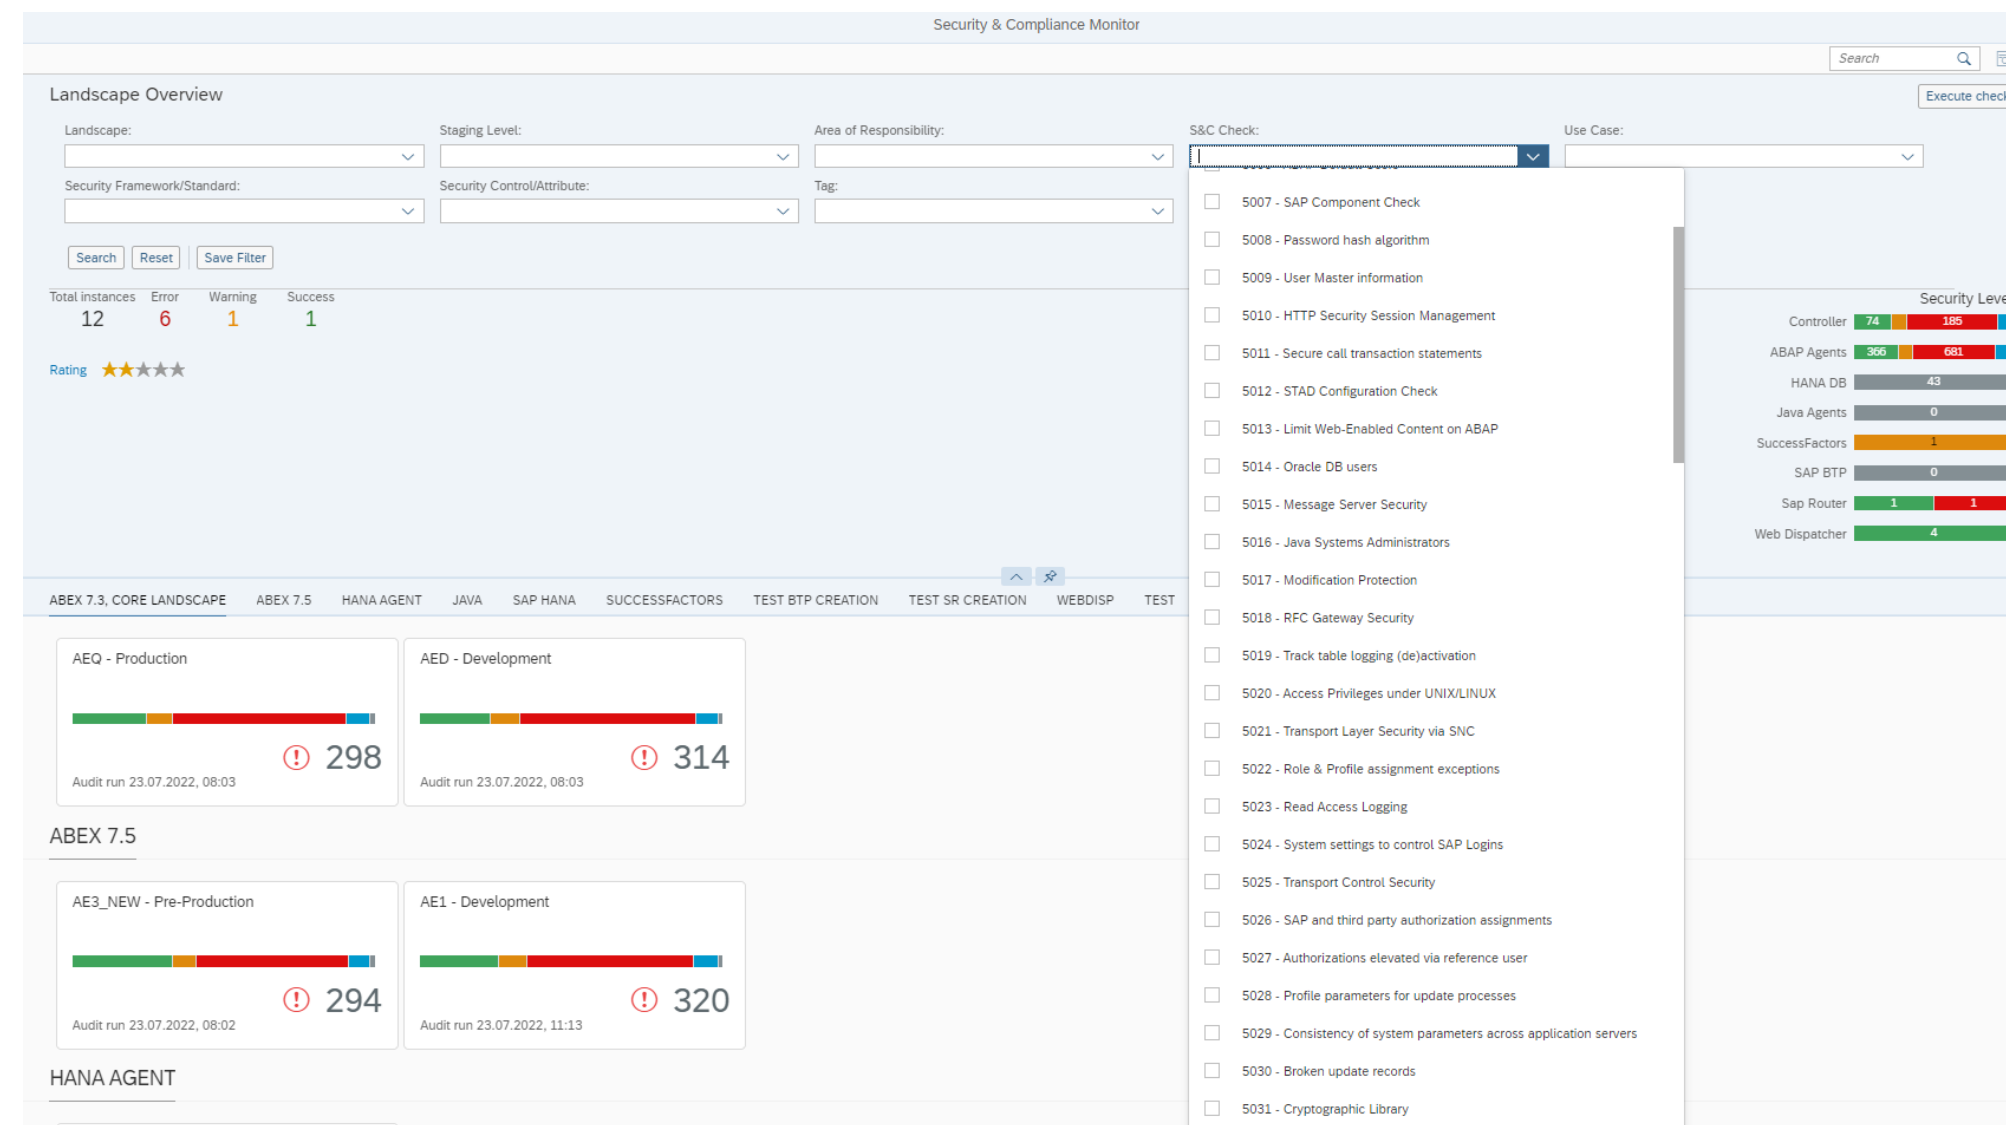 Security & Compliance Monitor
Search
Landscape Overview
Execute check
Landscape:
Staging Level:
Area of Responsibility:
S&C Check:
Use Case:
Security Framework/Standard:
Security Control/Attribute:
Tag:
Search
Reset
Save Filter
Total instances
Error
Warning
Success
12
6
1
1
Rating
5007 - SAP Component Check
5008 - Password hash algorithm
5009 - User Master information
5010 - HTTP Security Session Management
5011 - Secure call transaction statements
5012 - STAD Configuration Check
5013 - Limit Web-Enabled Content on ABAP
5014 - Oracle DB users
5015 - Message Server Security
5016 - Java Systems Administrators
5017 - Modification Protection
5018 - RFC Gateway Security
5019 - Track table logging (de)activation
5020 - Access Privileges under UNIX/LINUX
5021 - Transport Layer Security via SNC
5022 - Role & Profile assignment exceptions
5023 - Read Access Logging
5024 - System settings to control SAP Logins
5025 - Transport Control Security
5026 - SAP and third party authorization assignments
5027 - Authorizations elevated via reference user
5028 - Profile parameters for update processes
5029 - Consistency of system parameters across application servers
5030 - Broken update records
5031 - Cryptographic Library
Security Leve
Controller 74 185
ABAP Agents 366 681
HANA DB 43
Java Agents 0
SuccessFactors 1
SAP BTP 0
Sap Router 1 1
Web Dispatcher 4
ABEX 7.3, CORE LANDSCAPE
ABEX 7.5
HANA AGENT
JAVA
SAP HANA
SUCCESSFACTORS
TEST BTP CREATION
TEST SR CREATION
WEBDISP
TEST
AEQ - Production
298
Audit run 23.07.2022, 08:03
AED - Development
314
Audit run 23.07.2022, 08:03
ABEX 7.5
AE3_NEW - Pre-Production
294
Audit run 23.07.2022, 08:02
AE1 - Development
320
Audit run 23.07.2022, 11:13
HANA AGENT